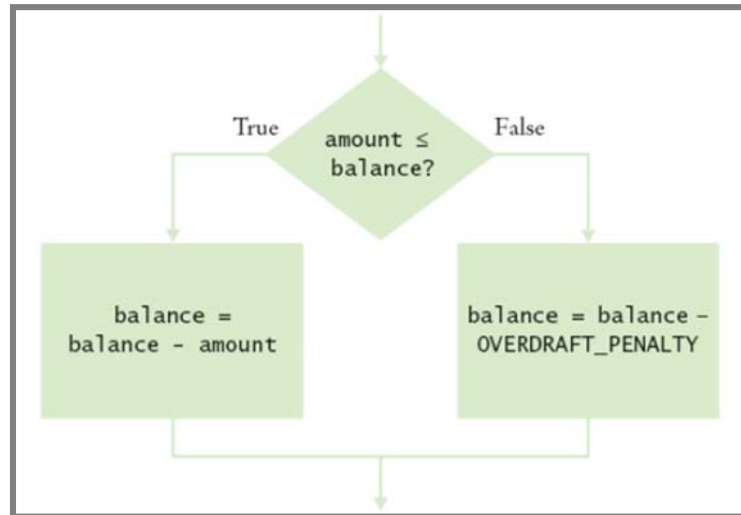 True
False
amount ≤
balance?
balance =
balance - amount
balance = balance –
OVERDRAFT_PENALTY